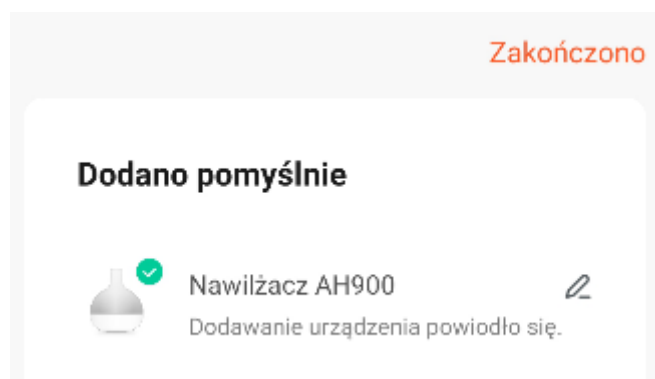 Zakończono
Dodano pomyślnie
Nawilżacz AH900
Dodawanie urządzenia powiodło się.